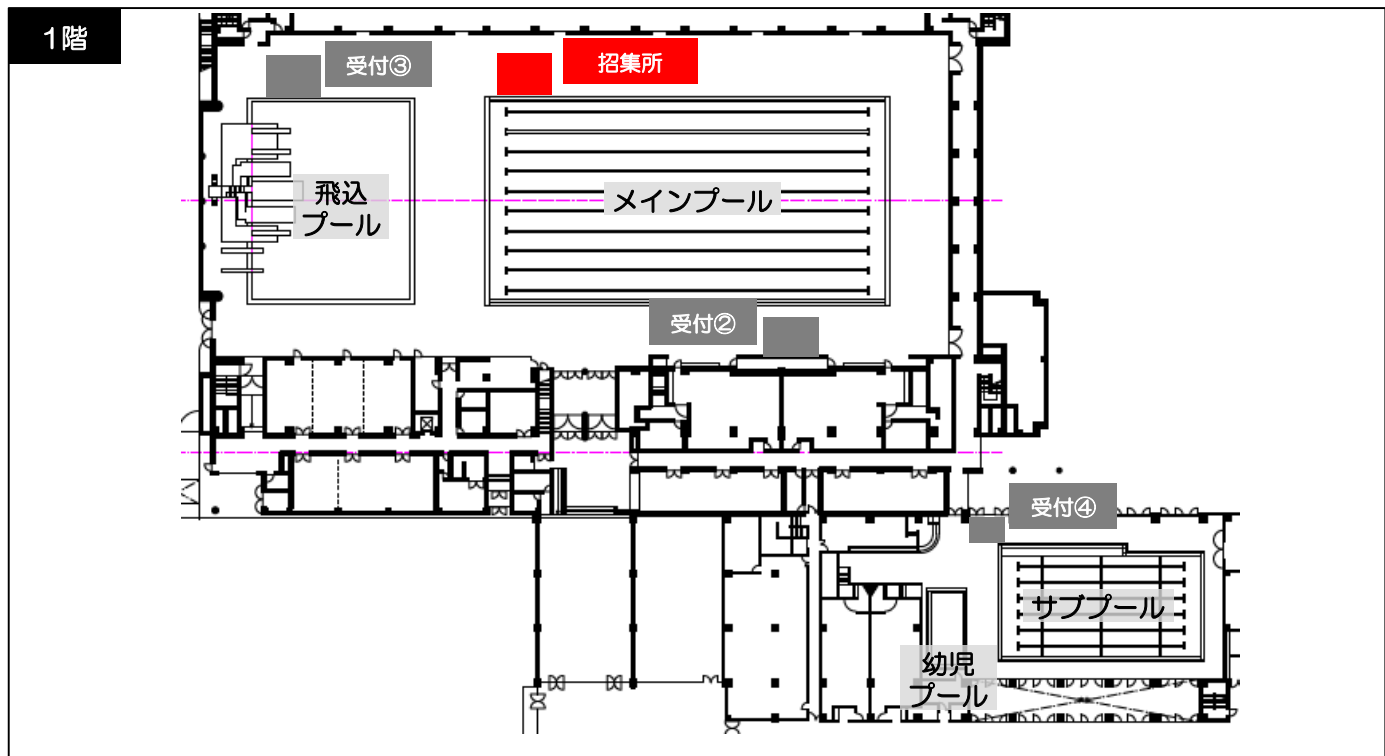 1階
受付③
招集所
飛込
プール
メインプール
受付②
受付④
サブプール
幼児
プール